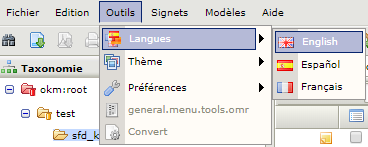 Fichier Edition Outils Signets Modèles Aide
Langues English
Taxonomie Thème Español
okm:root Préférences Français
test general.menu.tools.omr
sfd_k Convert